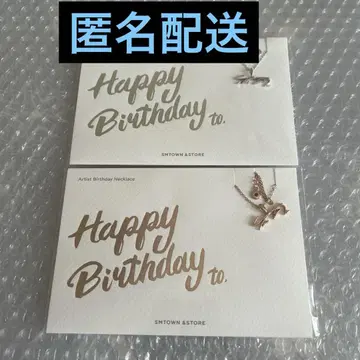 匿名配送
Happy
Birthday to.
SMTOWN &STORE
Artist Birthday Necklace
Happy
Birthday to.
SMTOWN &STORE